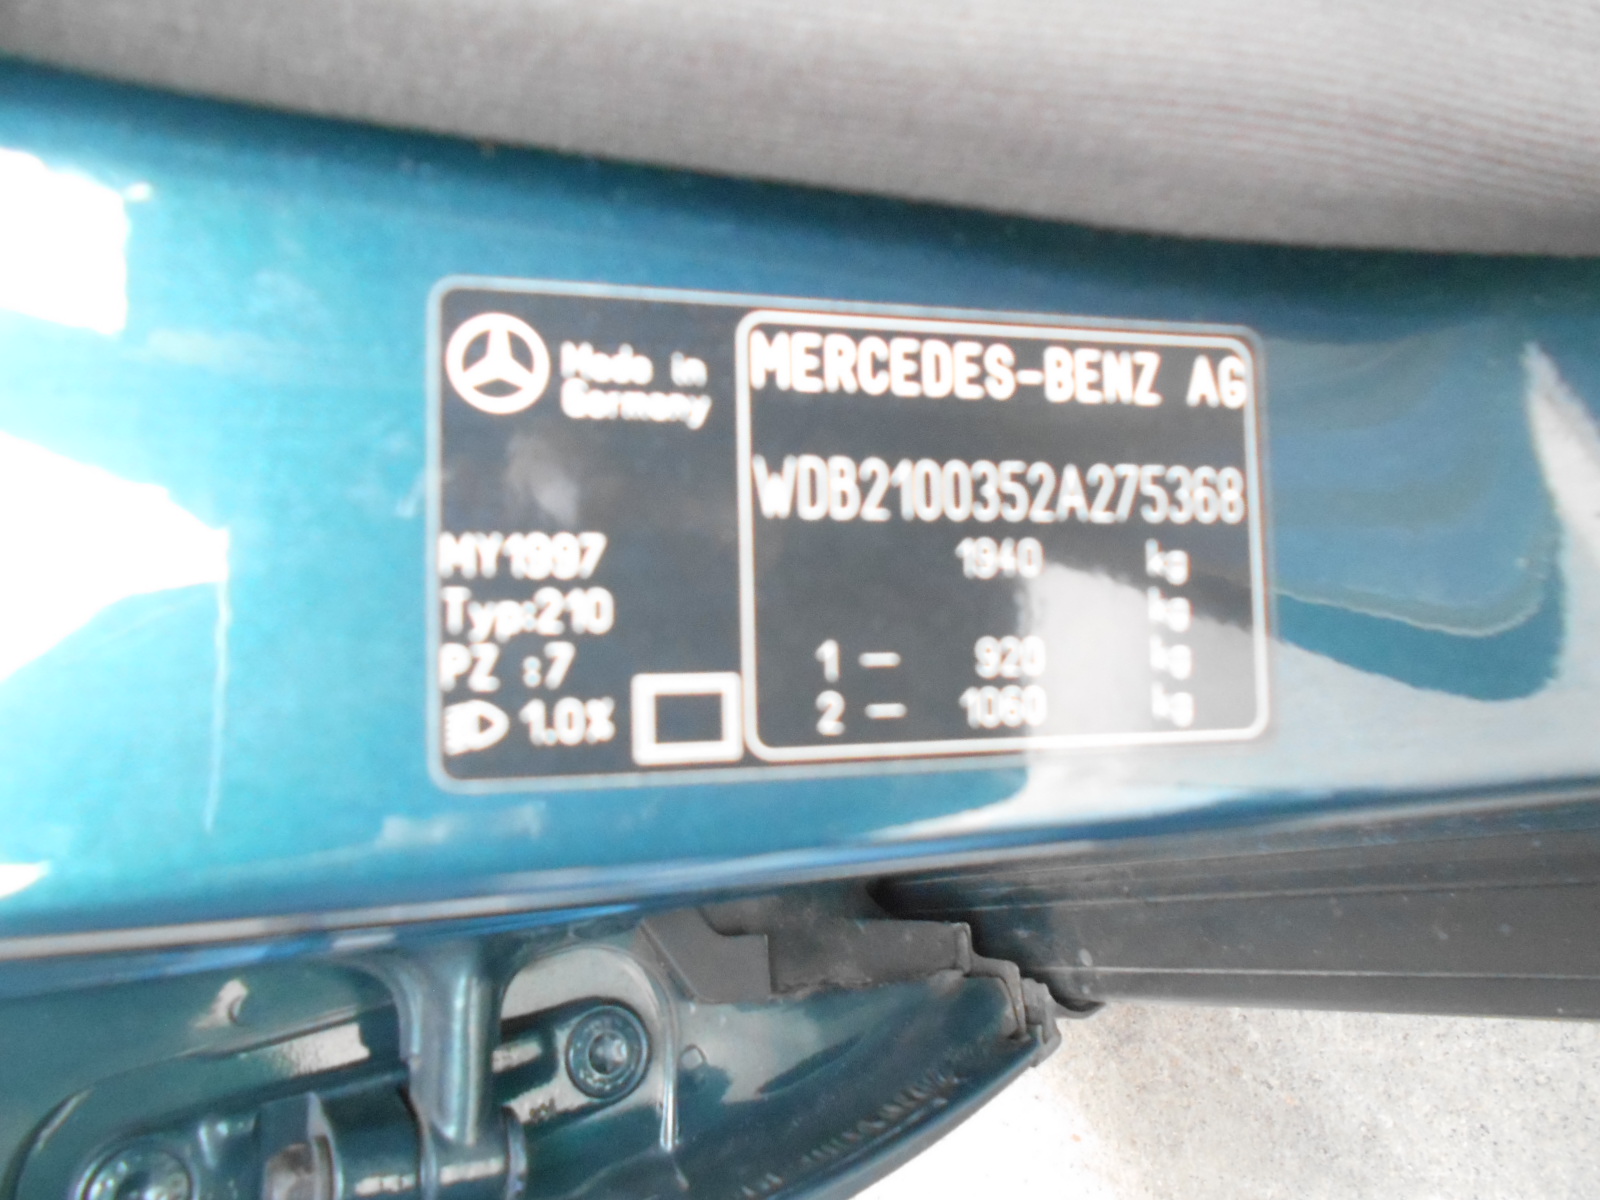 Made in
Germany
MY1997
Typ:210
PZ :7
1.0%
MERCEDES-BENZ AG
WDB2100352A275368
1940 kg
kg
1 — 920 kg
2 — 1060 kg